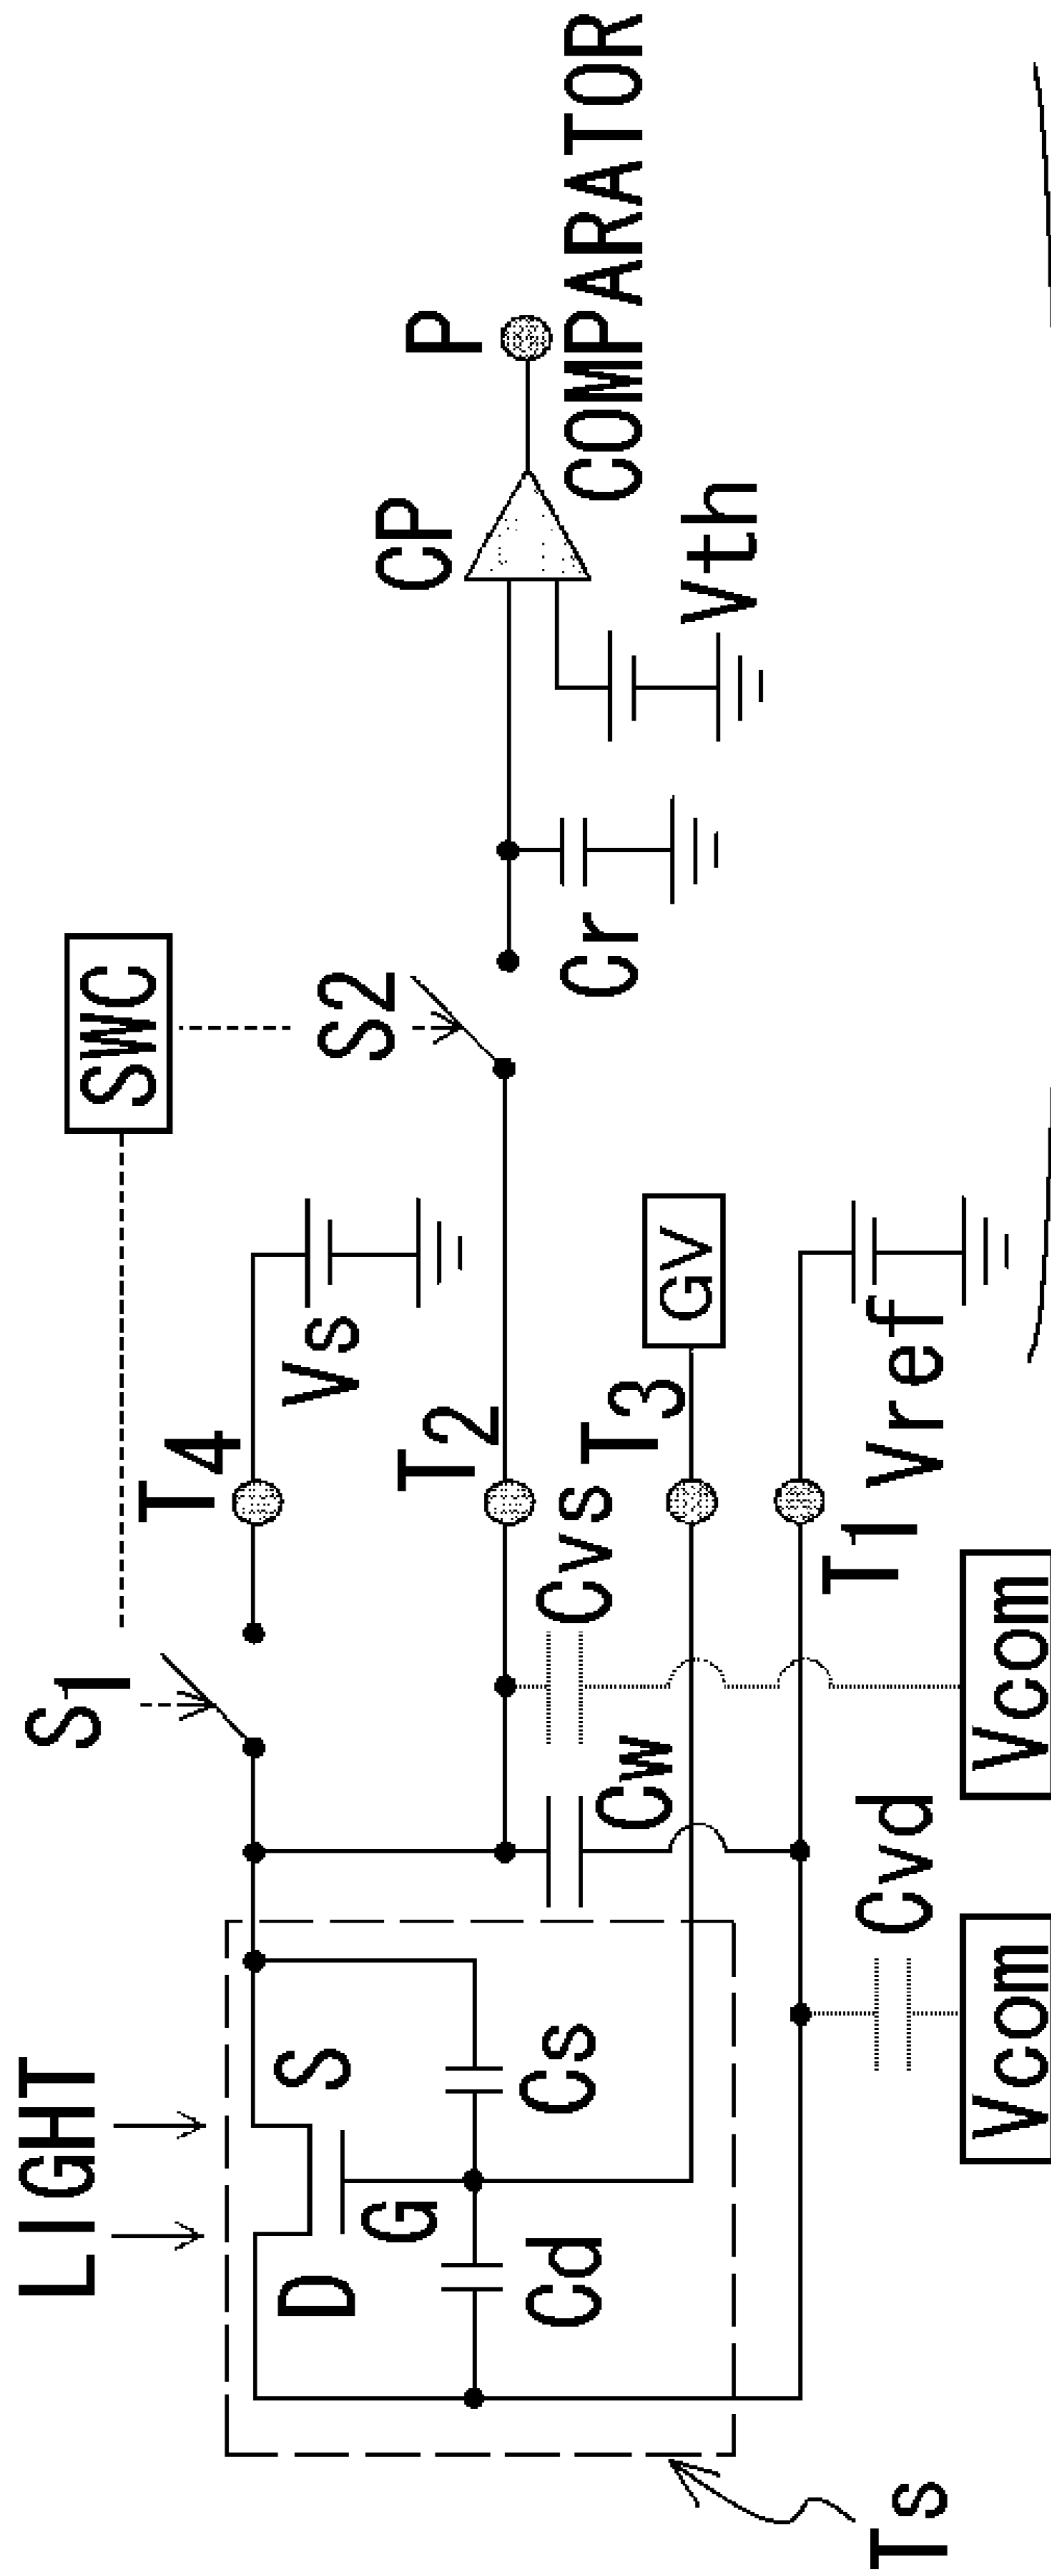 LIGHT
S1
SWC
D
S
G
Cd
Cs
Ts
T4
Vs
S2
T2
Cvs
Cw
T3
GV
T1
Vref
Cvd
Vcom
Vcom
Cr
CP
P
COMPARATOR
Vth